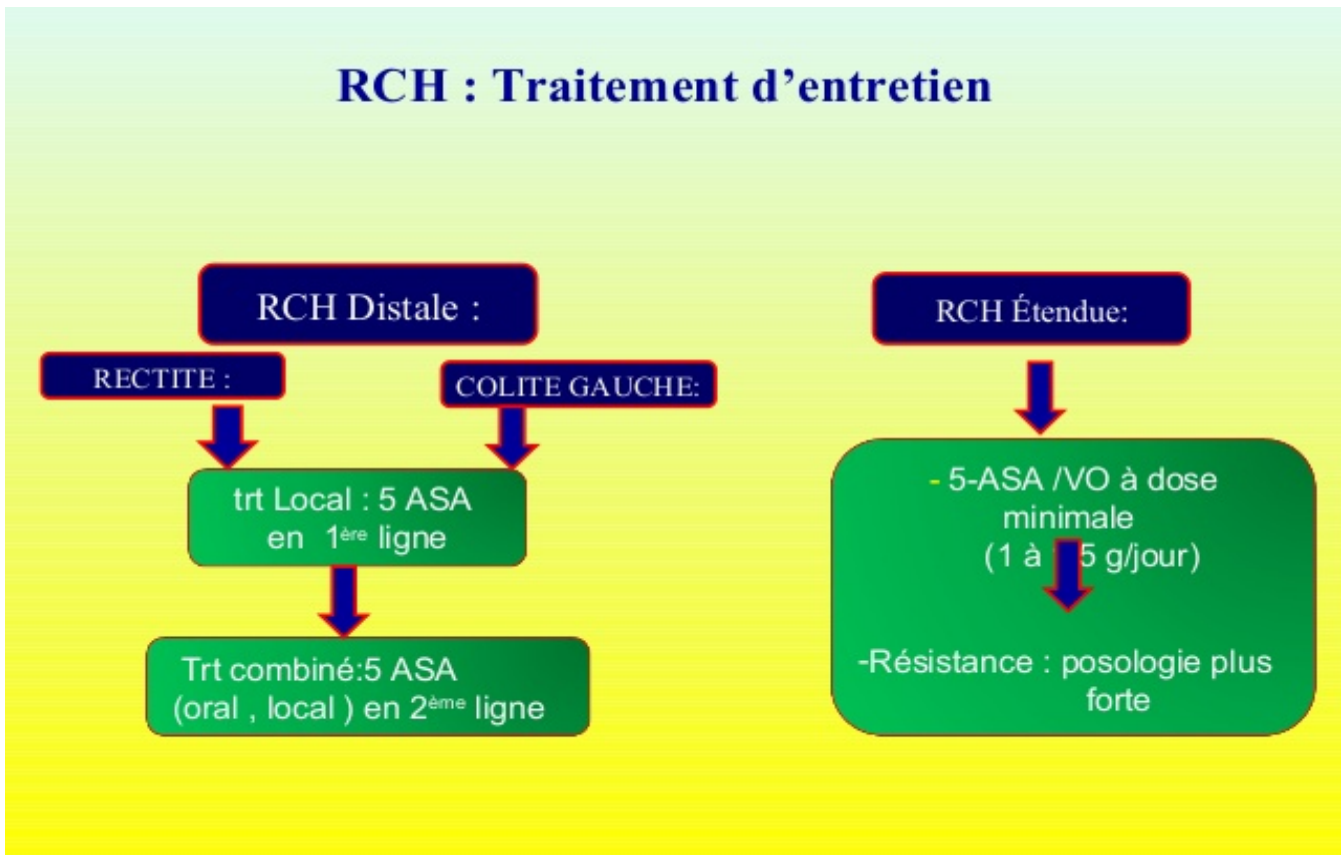 RCH : Traitement d’entretien
RCH Distale :
RECTITE :
COLITE GAUCHE:
trt Local : 5 ASA
en 1ère ligne
Trt combiné:5 ASA
(oral , local ) en 2ème ligne
RCH Étendue:
- 5-ASA /VO à dose
minimale
(1 à 5 g/jour)
-Résistance : posologie plus
forte